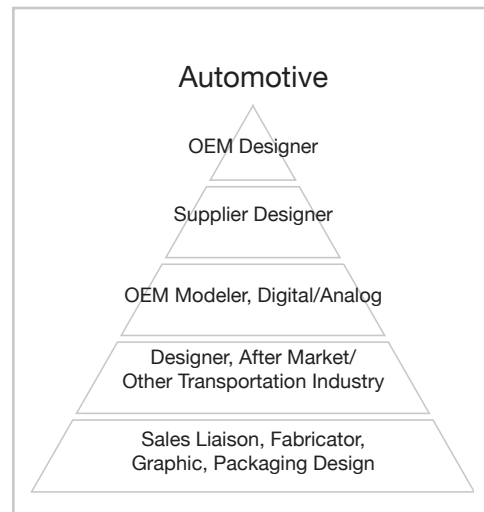 Automotive
OEM Designer
Supplier Designer
OEM Modeler, Digital/Analog
Designer, After Market/
Other Transportation Industry
Sales Liaison, Fabricator,
Graphic, Packaging Design